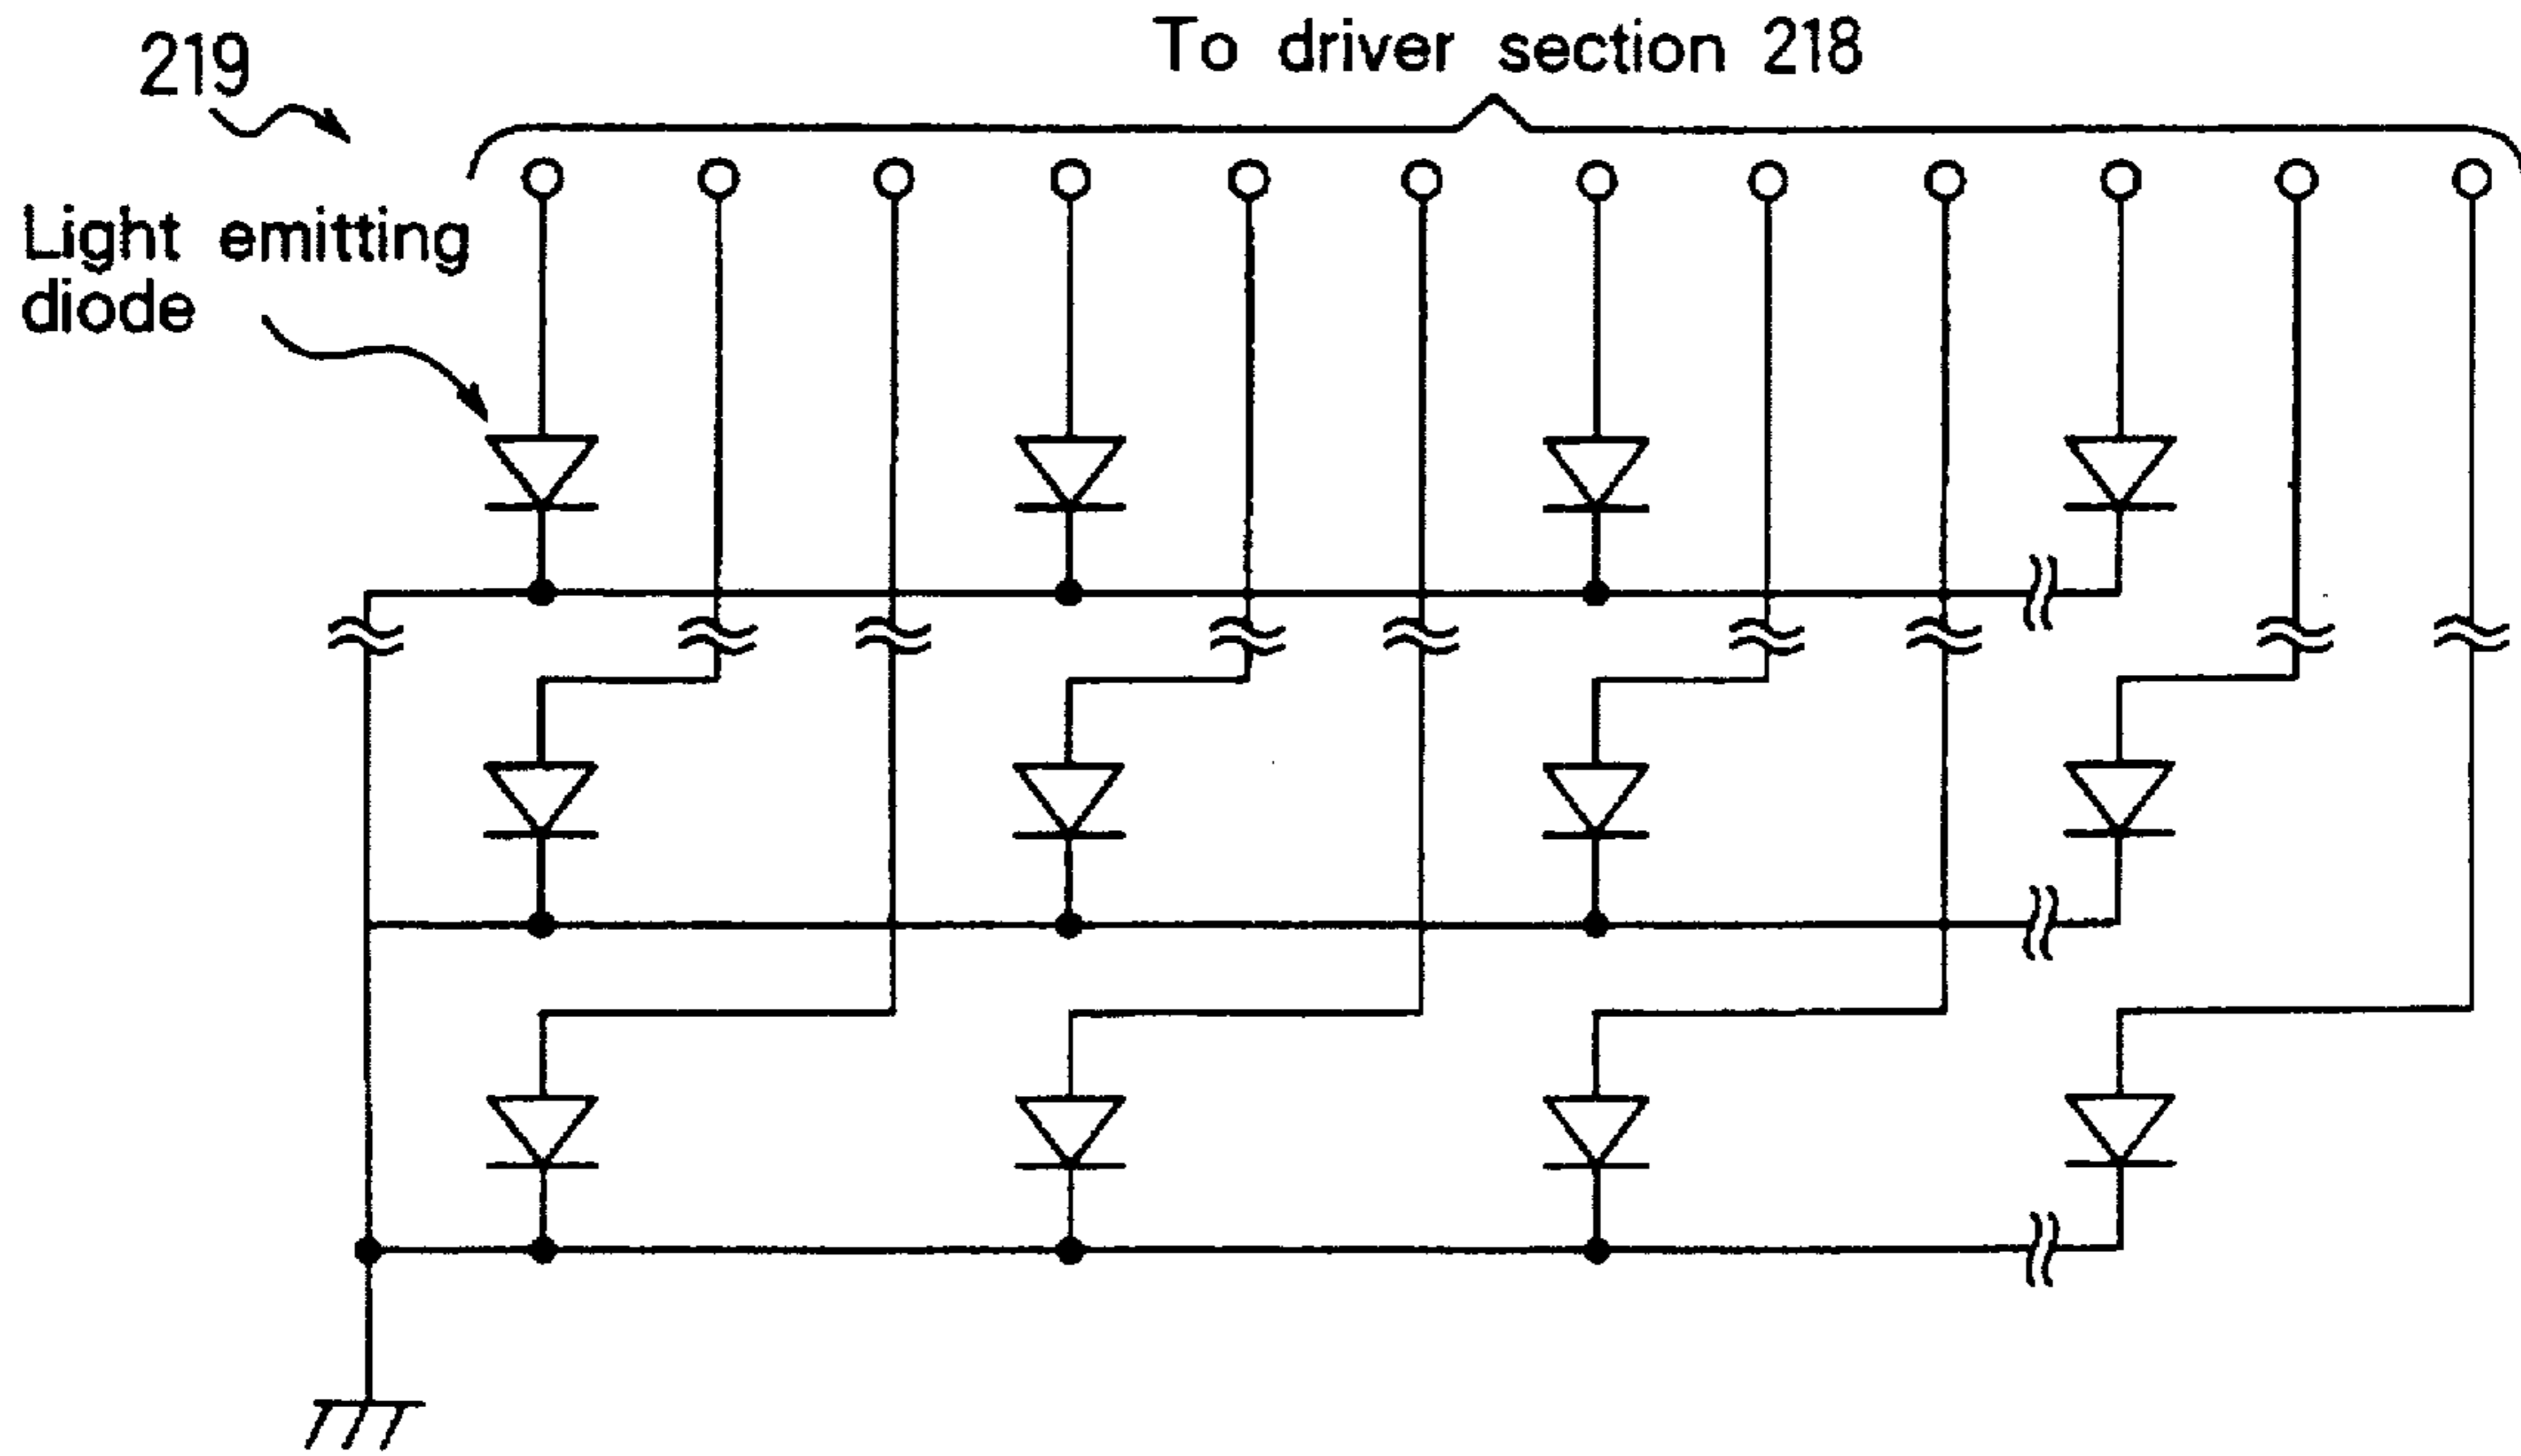 To driver section 218
219
Light emitting
diode